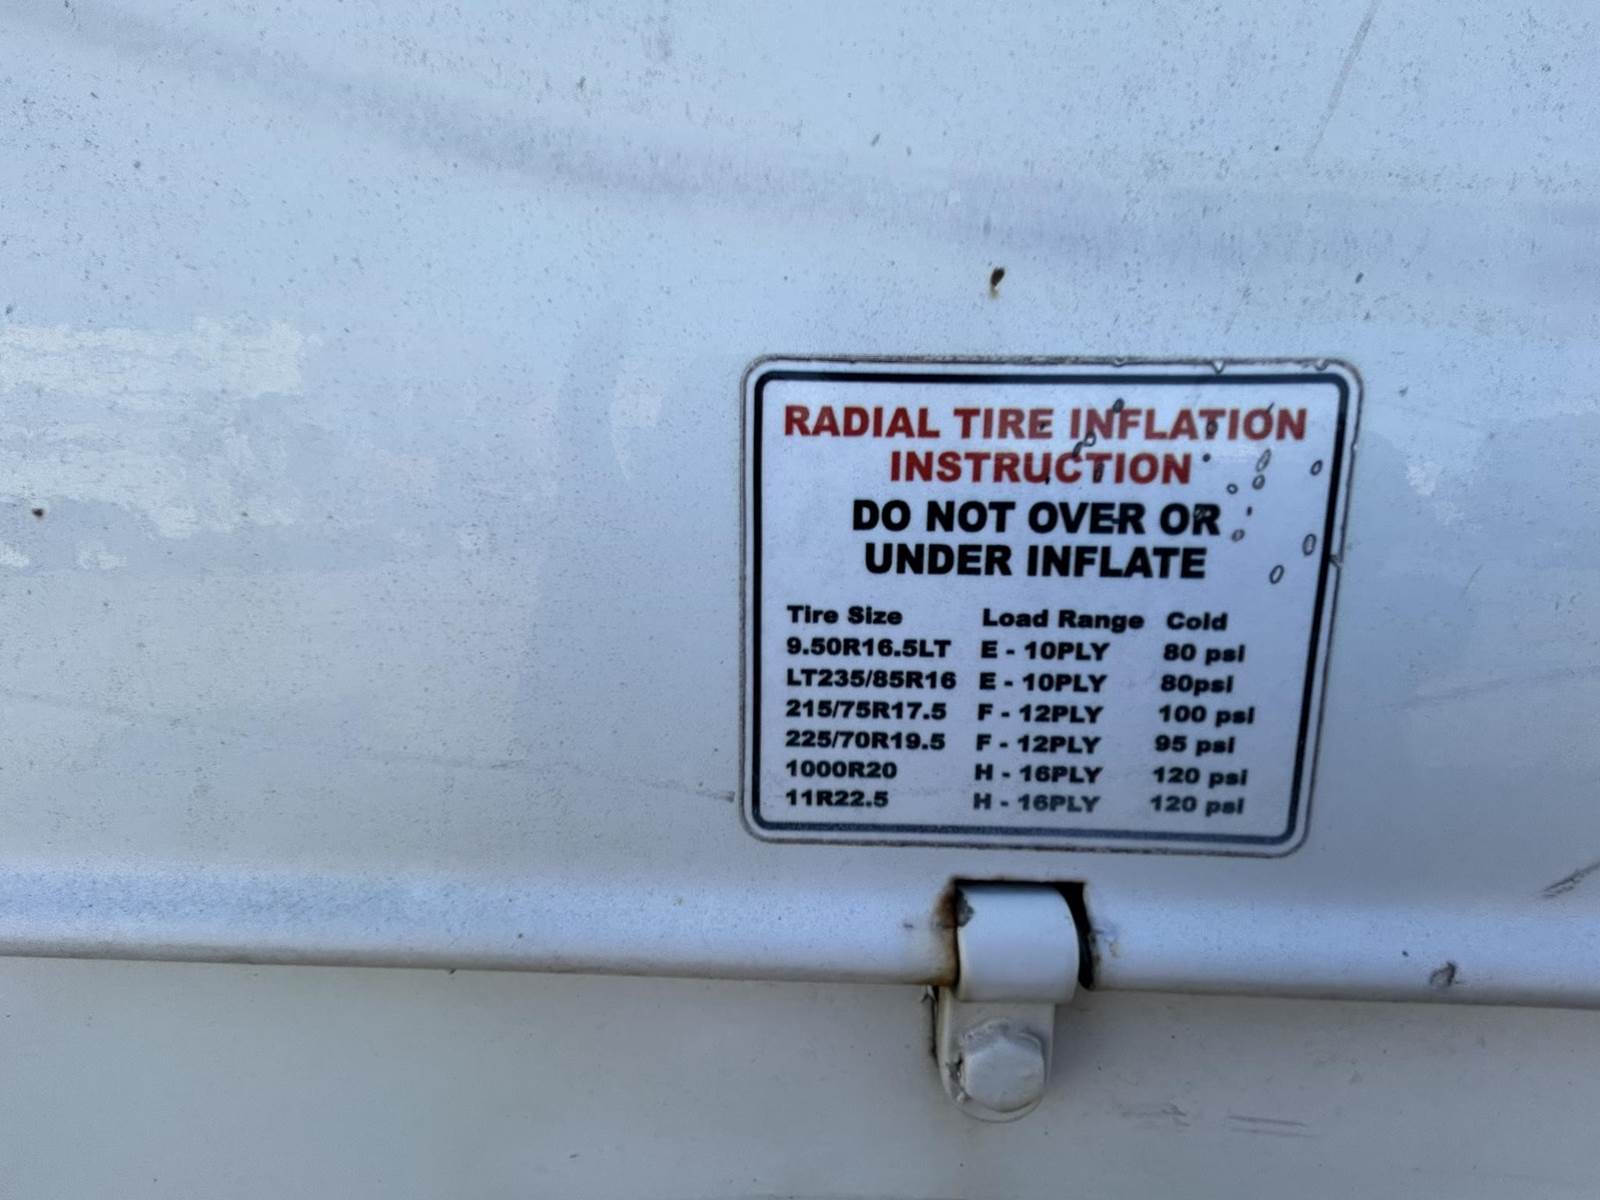 RADIAL TIRE INFLATION
INSTRUCTION
DO NOT OVER OR
UNDER INFLATE
Tire Size Load Range Cold
9.50R16.5LT E - 10PLY 80 psi
LT235/85R16 E - 10PLY 80psi
215/75R17.5 F - 12PLY 100 psi
225/70R19.5 F - 12PLY 95 psi
1000R20 H - 16PLY 120 psi
11R22.5 H - 16PLY 120 psi